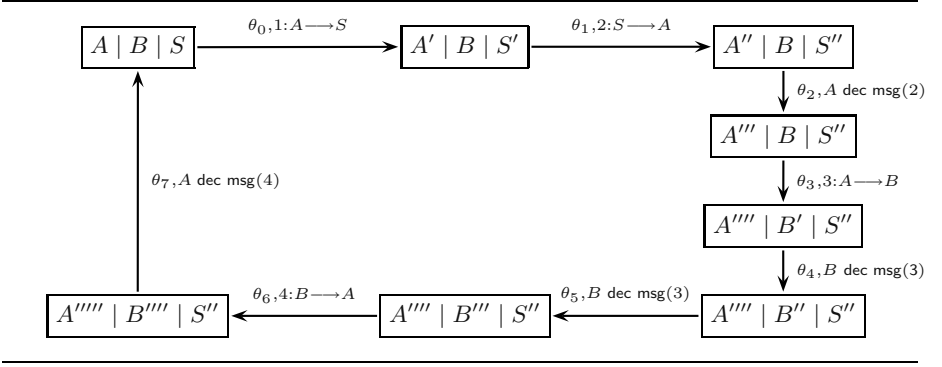 θ₀,1:A⟶S θ₁,2:S⟶A
A | B | S A′ | B | S′ A″ | B | S″
θ₂,A dec msg(2)
A‴ | B | S″
θ₇,A dec msg(4) θ₃,3:A⟶B
A⁗ | B′ | S″
θ₄,B dec msg(3)
θ₆,4:B⟶A θ₅,B dec msg(3)
A′′′′′ | B⁗ | S″ A⁗ | B‴ | S″ A⁗ | B″ | S″